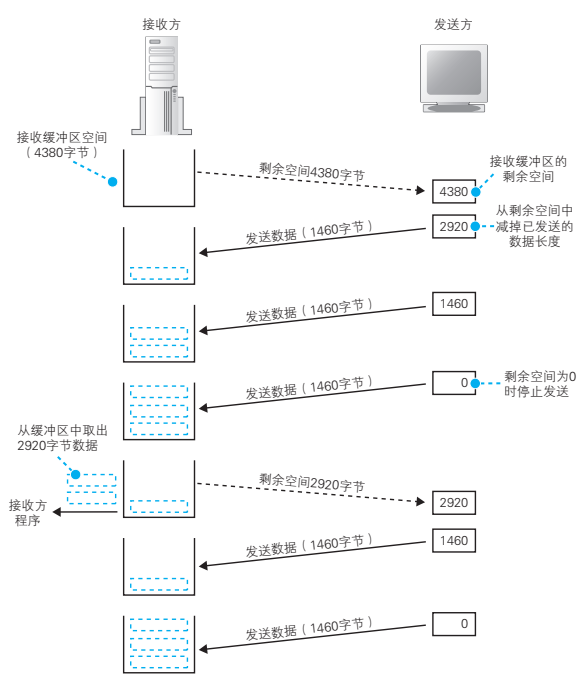 接收方
发送方
接收缓冲区空间
（4380字节）
剩余空间4380字节
接收缓冲区的
剩余空间
4380
从剩余空间中
减掉已发送的
数据长度
发送数据（1460字节）
2920
发送数据（1460字节）
1460
发送数据（1460字节）
0
剩余空间为0
时停止发送
从缓冲区中取出
2920字节数据
剩余空间2920字节
2920
接收方
程序
发送数据（1460字节）
1460
发送数据（1460字节）
0